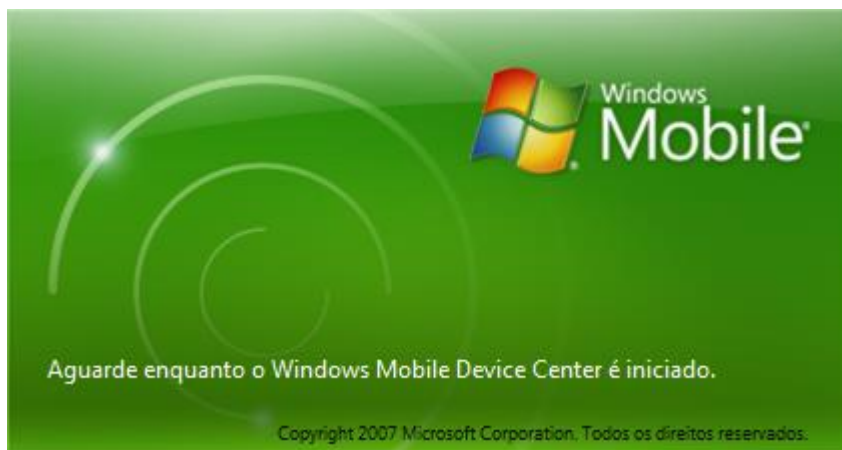 Windows
Mobile®
Aguarde enquanto o Windows Mobile Device Center é iniciado.
Copyright 2007 Microsoft Corporation. Todos os direitos reservados.